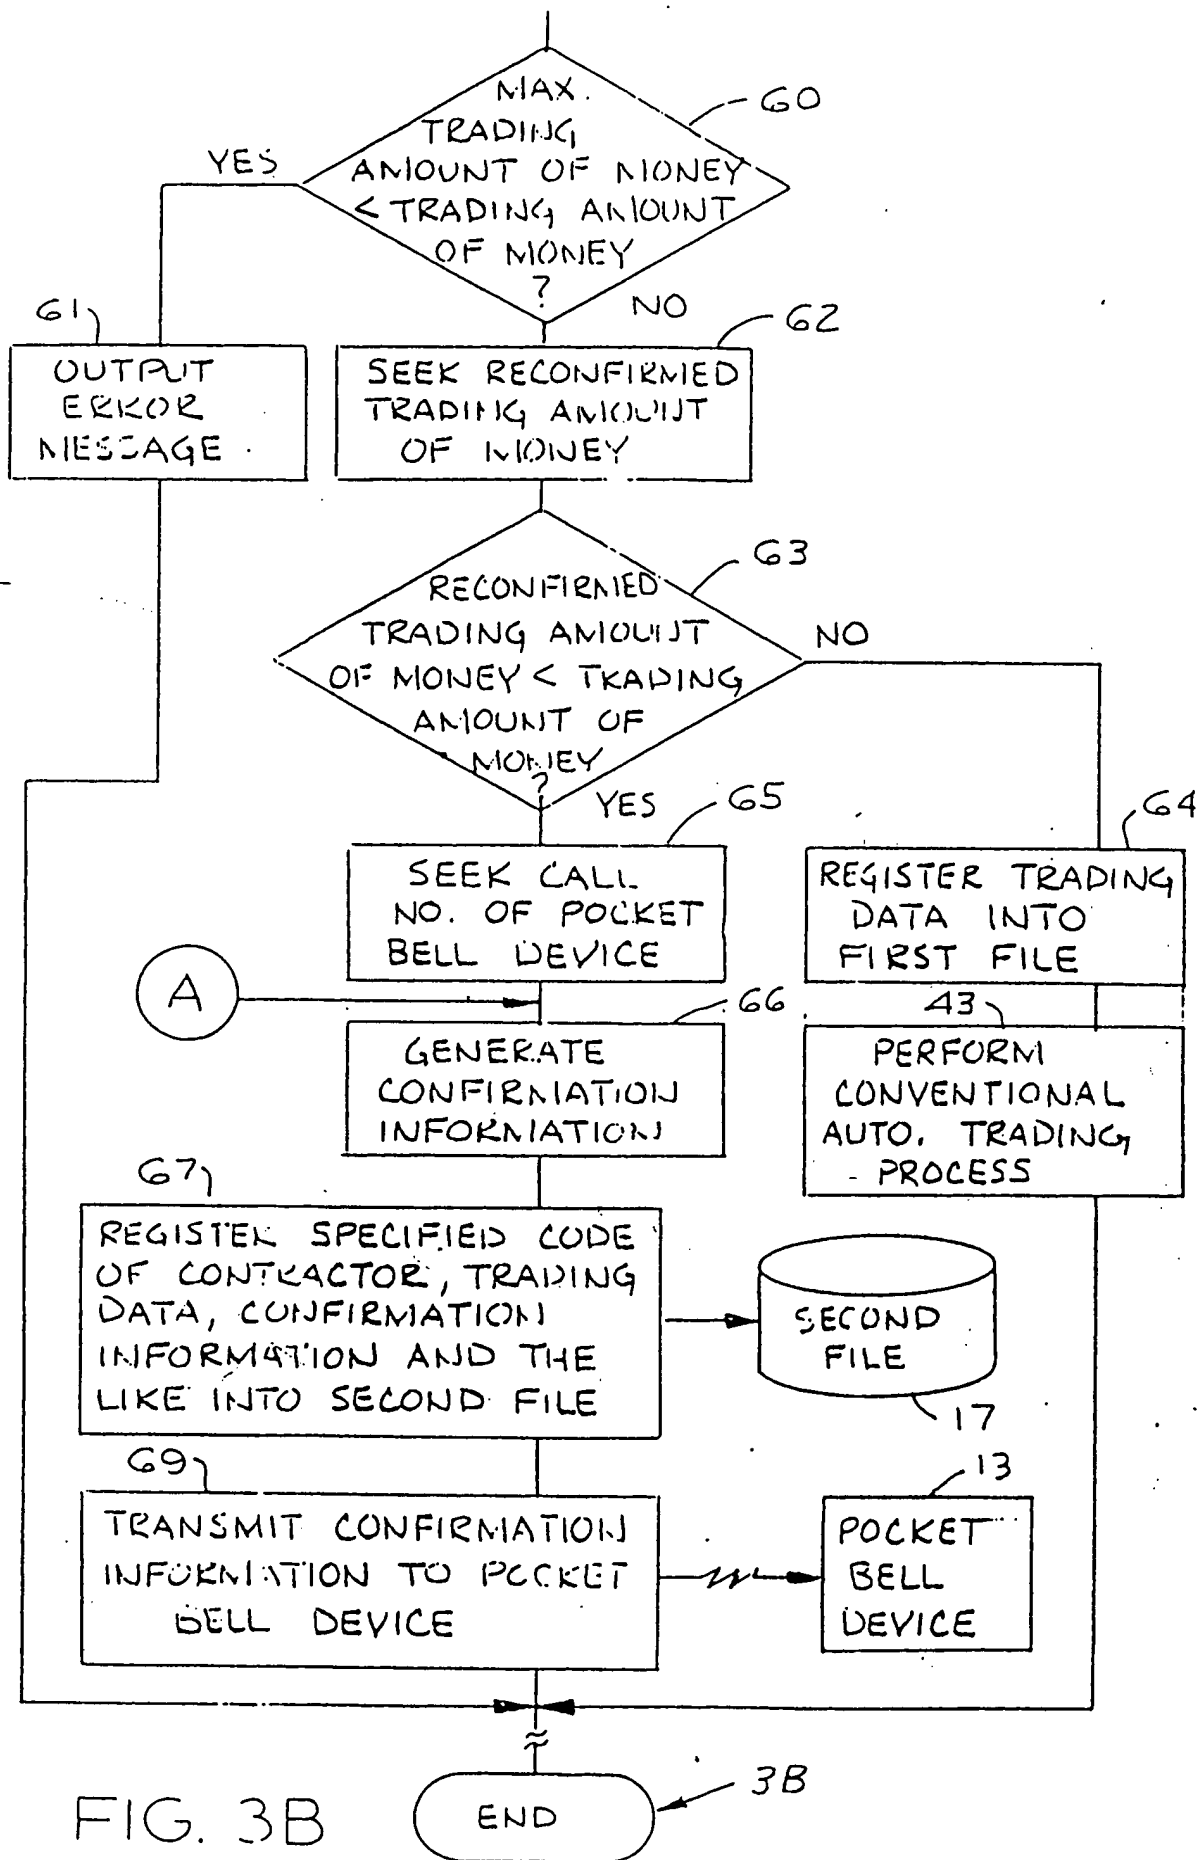 MAX.
TRADING
AMOUNT OF MONEY
< TRADING AMOUNT
OF MONEY
?
60
YES
NO
61
OUTPUT
ERROR
MESSAGE
62
SEEK RECONFIRMED
TRADING AMOUNT
OF MONEY
63
RECONFIRMED
TRADING AMOUNT
OF MONEY < TRADING
AMOUNT OF
MONEY
?
NO
YES
65
SEEK CALL
NO. OF POCKET
BELL DEVICE
64
REGISTER TRADING
DATA INTO
FIRST FILE
A
66
GENERATE
CONFIRMATION
INFORMATION
43
PERFORM
CONVENTIONAL
AUTO. TRADING
PROCESS
67
REGISTER SPECIFIED CODE
OF CONTRACTOR, TRADING
DATA, CONFIRMATION
INFORMATION AND THE
LIKE INTO SECOND FILE
SECOND
FILE
17
69
TRANSMIT CONFIRMATION
INFORMATION TO POCKET
BELL DEVICE
13
POCKET
BELL
DEVICE
END
3B
FIG. 3B